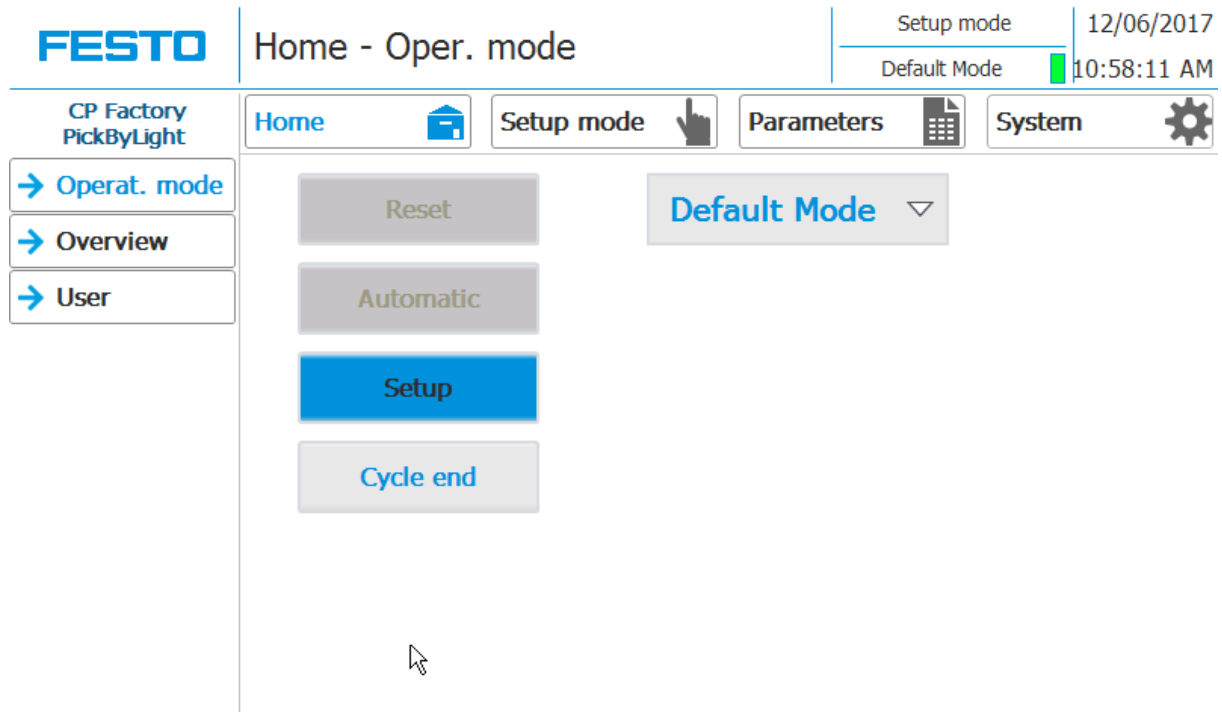 FESTO
Home - Oper. mode
Setup mode
Default Mode
12/06/2017
10:58:11 AM
CP Factory
PickByLight
Home
Setup mode
Parameters
System
Operat. mode
Overview
User
Reset
Automatic
Setup
Cycle end
Default Mode